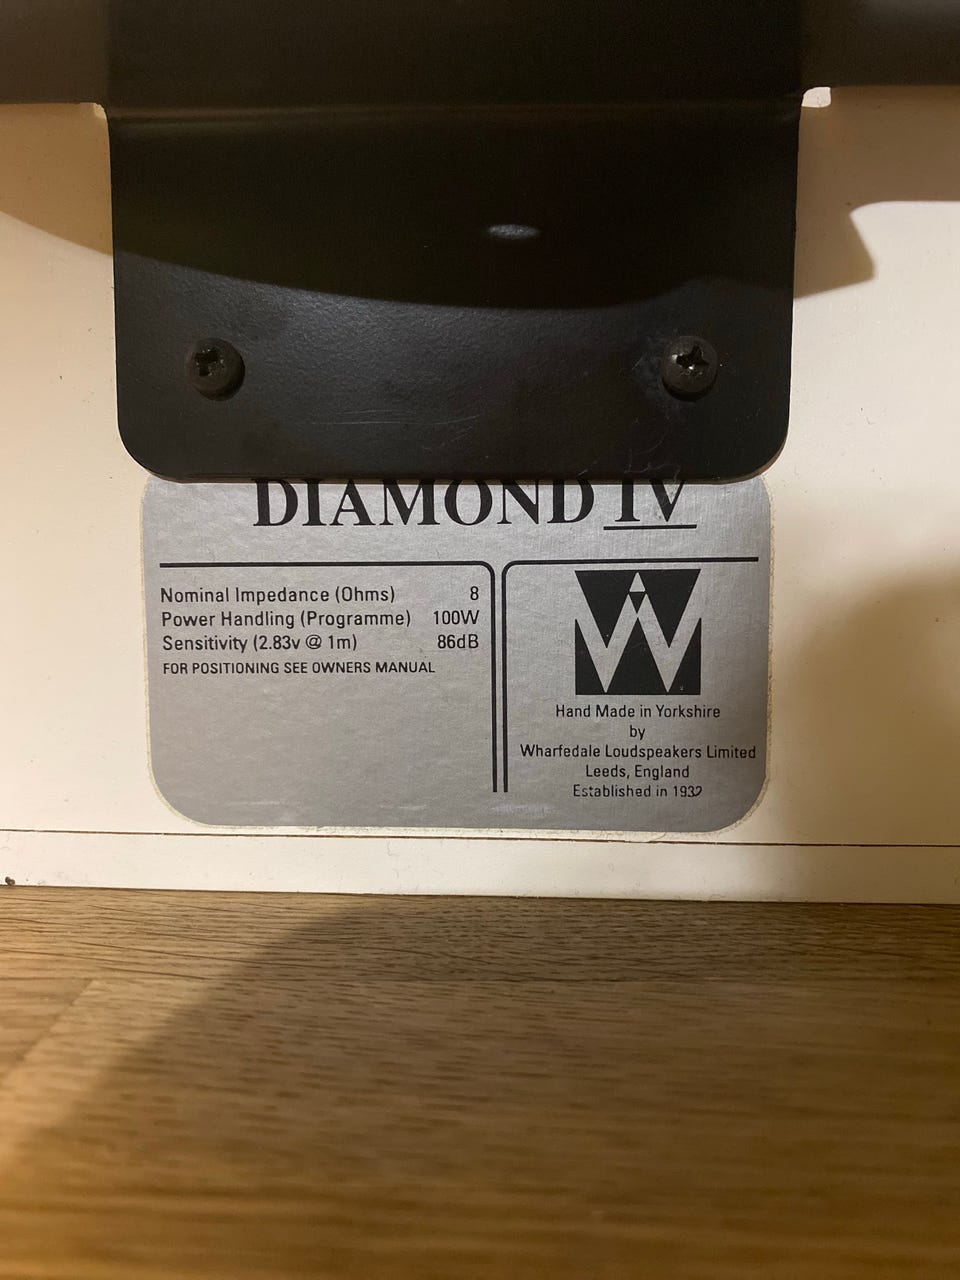 DIAMOND IV
Nominal Impedance (Ohms) 8
Power Handling (Programme) 100W
Sensitivity (2.83v @ 1m) 86dB
FOR POSITIONING SEE OWNERS MANUAL
W
Hand Made in Yorkshire
by
Wharfedale Loudspeakers Limited
Leeds, England
Established in 1932